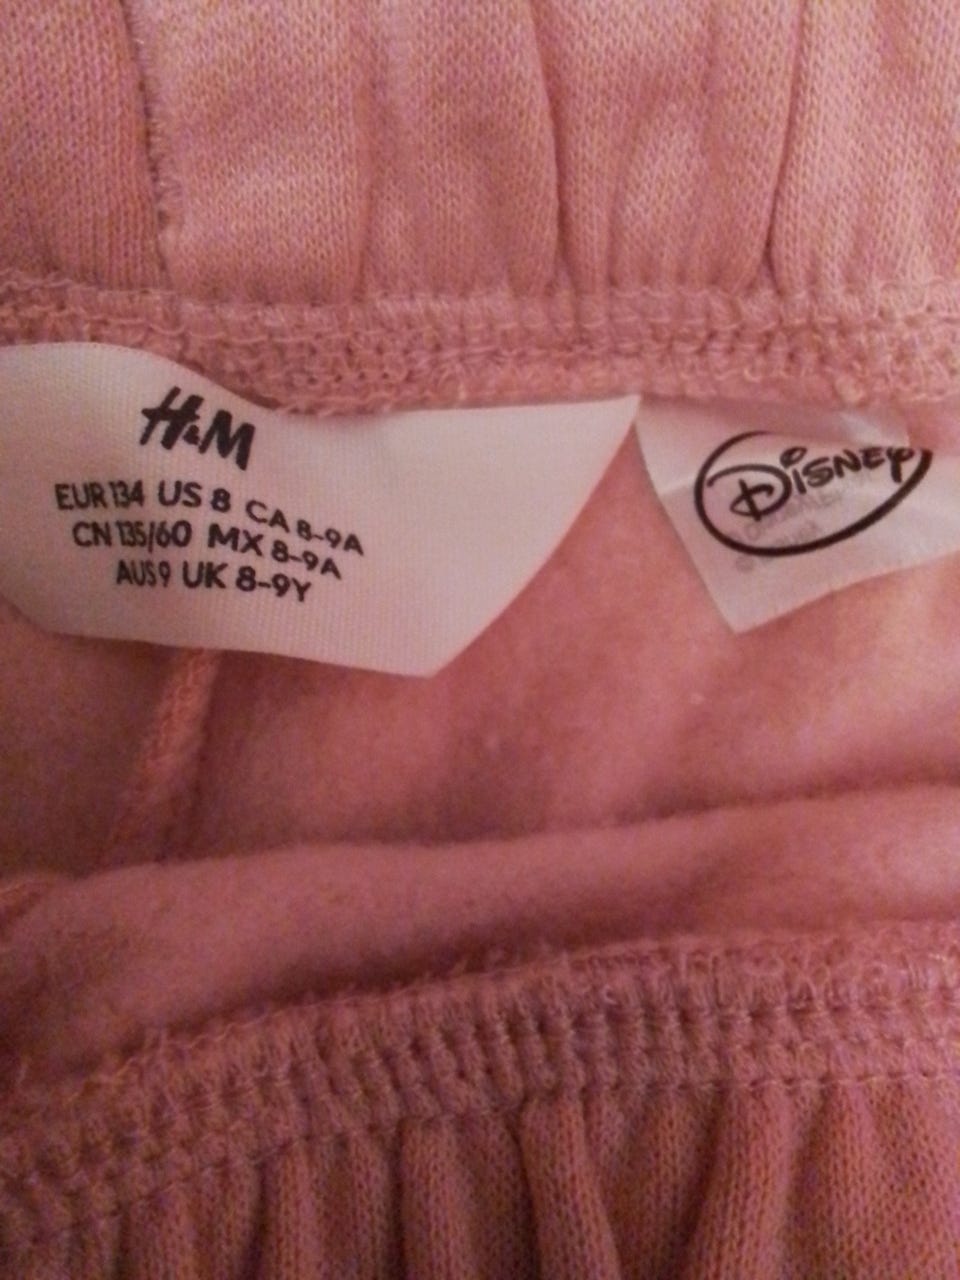 H&M
EUR 134 US 8 CA 8-9A
CN 135/60 MX 8-9A
AUS 9 UK 8-9Y
DISNEY